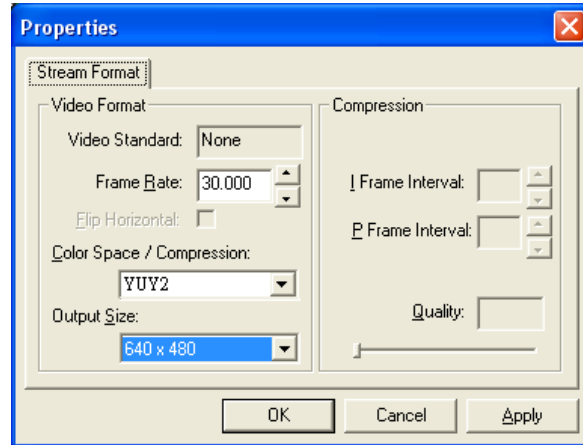 Properties
Stream Format
Video Format
Video Standard: None
Frame Rate: 30.000
Flip Horizontal:
Color Space / Compression:
YUY2
Output Size:
640 x 480
Compression
I Frame Interval:
P Frame Interval:
Quality:
OK Cancel Apply